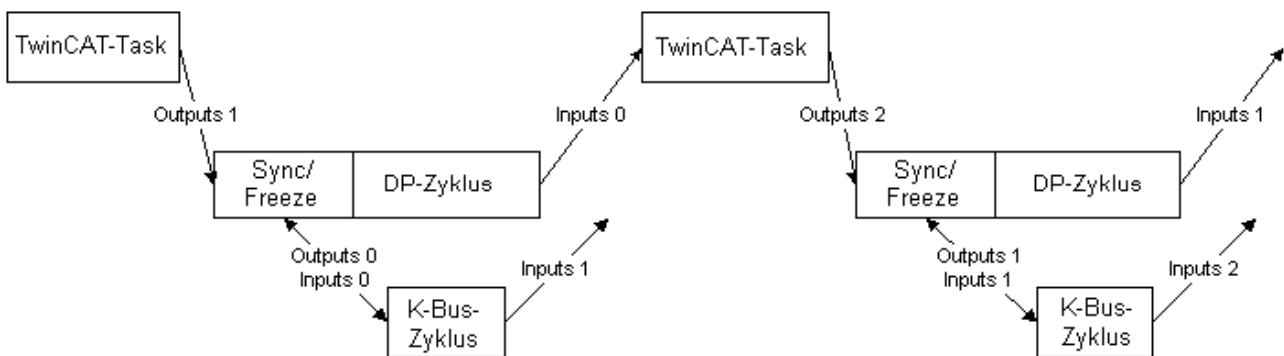 TwinCAT-Task
TwinCAT-Task
Outputs 1
Inputs 0
Outputs 2
Inputs 1
Sync/
Freeze
DP-Zyklus
Sync/
Freeze
DP-Zyklus
Outputs 0
Inputs 0
Inputs 1
Outputs 1
Inputs 1
Inputs 2
K-Bus-
Zyklus
K-Bus-
Zyklus